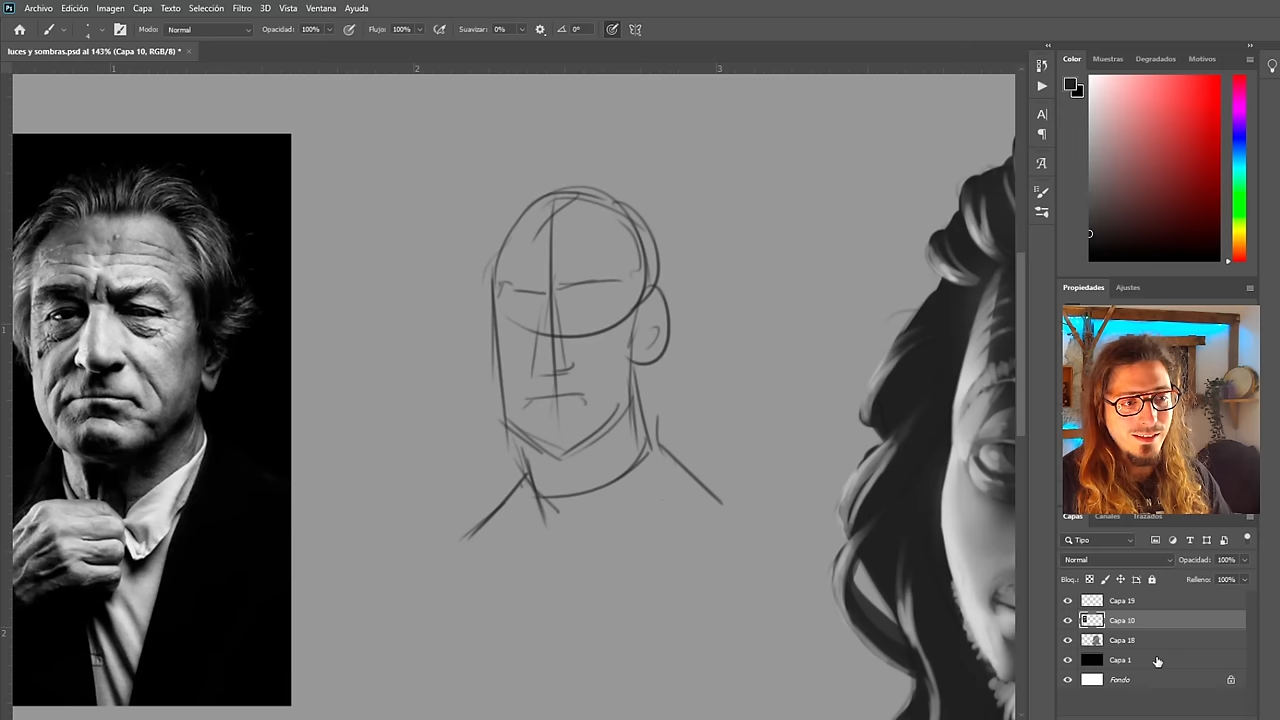 Archivo Edición Imagen Capa Texto Selección Filtro 3D Vista Ventana Ayuda
4 Modo: Normal Opacidad: 100% Flujo: 100% Suavizar: 0% 0°
luces y sombras.psd al 143% (Capa 10, RGB/8) *
1 2 3
Color Muestras Degradados Motivos
1
Propiedades Ajustes
2
Capas Canales Trazados
Tipo
Normal Opacidad: 100%
Bloq.: Relleno: 100%
Capa 19
Capa 10
Capa 18
Capa 1
Fondo